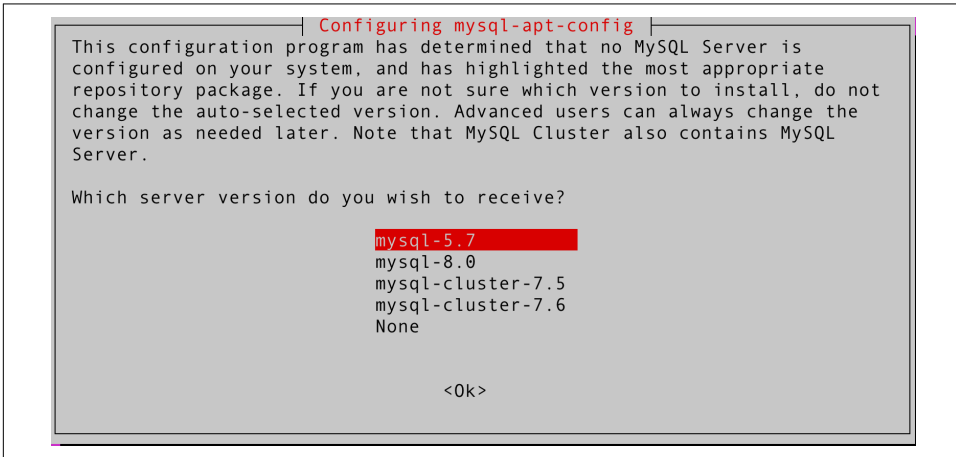 Configuring mysql-apt-config
This configuration program has determined that no MySQL Server is
configured on your system, and has highlighted the most appropriate
repository package. If you are not sure which version to install, do not
change the auto-selected version. Advanced users can always change the
version as needed later. Note that MySQL Cluster also contains MySQL
Server.
Which server version do you wish to receive?
mysql-5.7
mysql-8.0
mysql-cluster-7.5
mysql-cluster-7.6
None
<Ok>